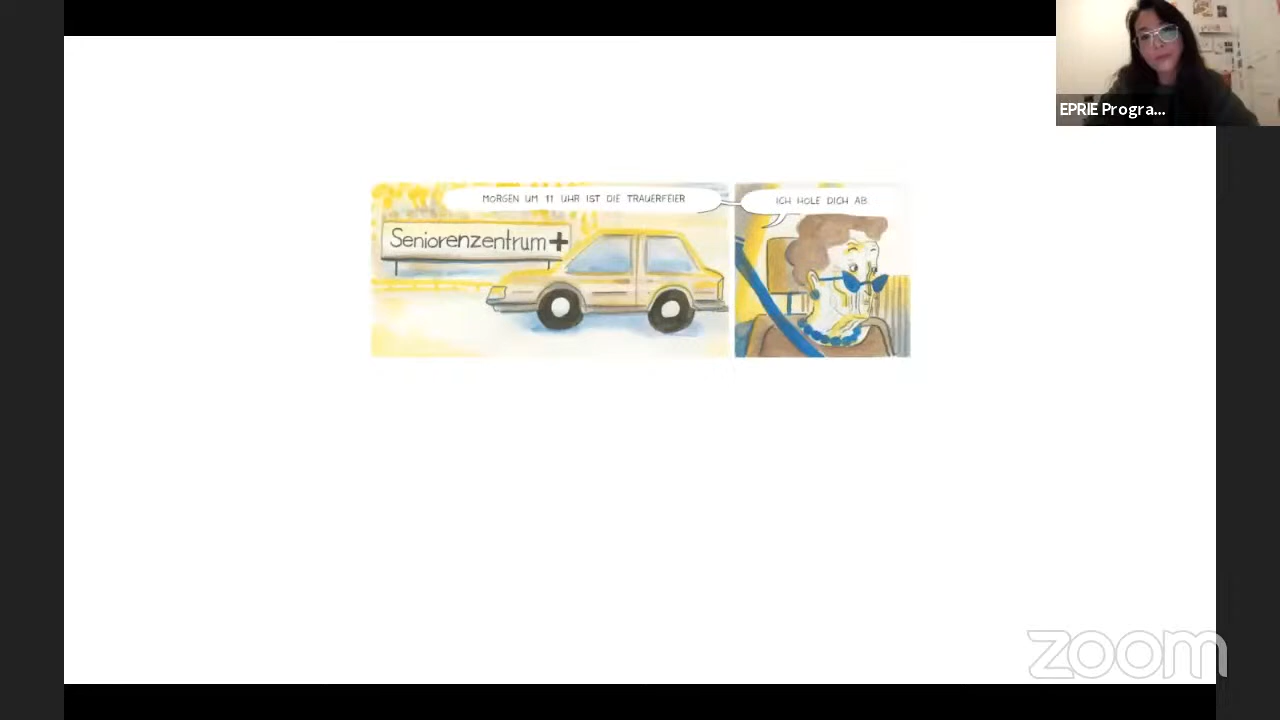 EPRIE Progra...
MORGEN UM 11 UHR IST DIE TRAUERFEIER
ICH HOLE DICH AB.
Seniorenzentrum+
zoom